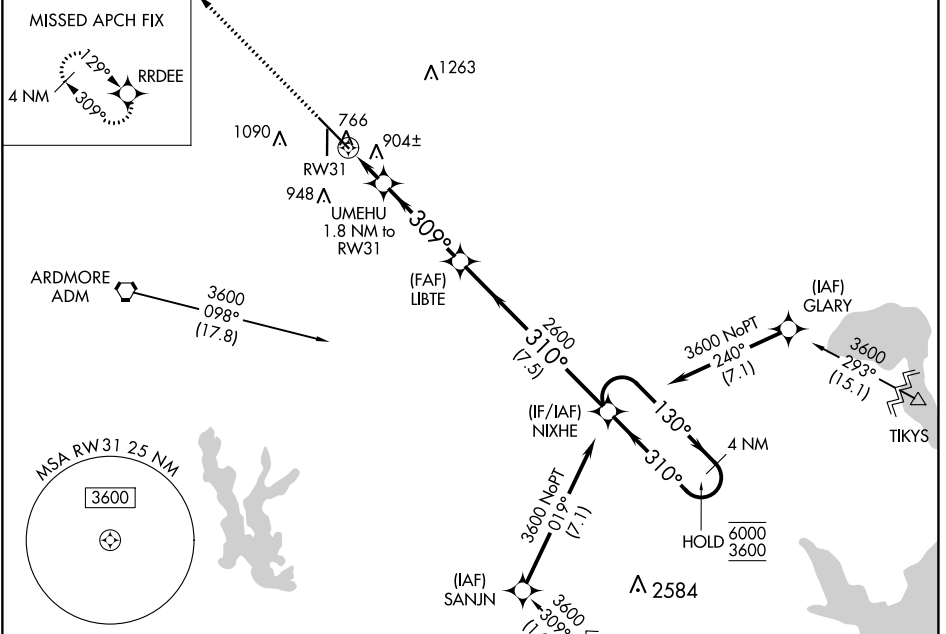 MISSED APCH FIX
129°
RRDEE
4 NM
309°
1263
766
1090
904±
RW31
948
UMEHU
1.8 NM to
RW31
309°
(FAF)
LIBTE
ARDMORE
ADM
3600
098°
(17.8)
(IAF)
GLARY
3600 NoPT
240°
(7.1)
3600
293°
(15.1)
TIKYS
2600
310°
(7.5)
(IF/IAF)
NIXHE
130°
4 NM
310°
HOLD
6000
3600
MSA RW31 25 NM
3600
3600 NoPT
019°
(7.1)
(IAF)
SANJN
2584
3600
309°